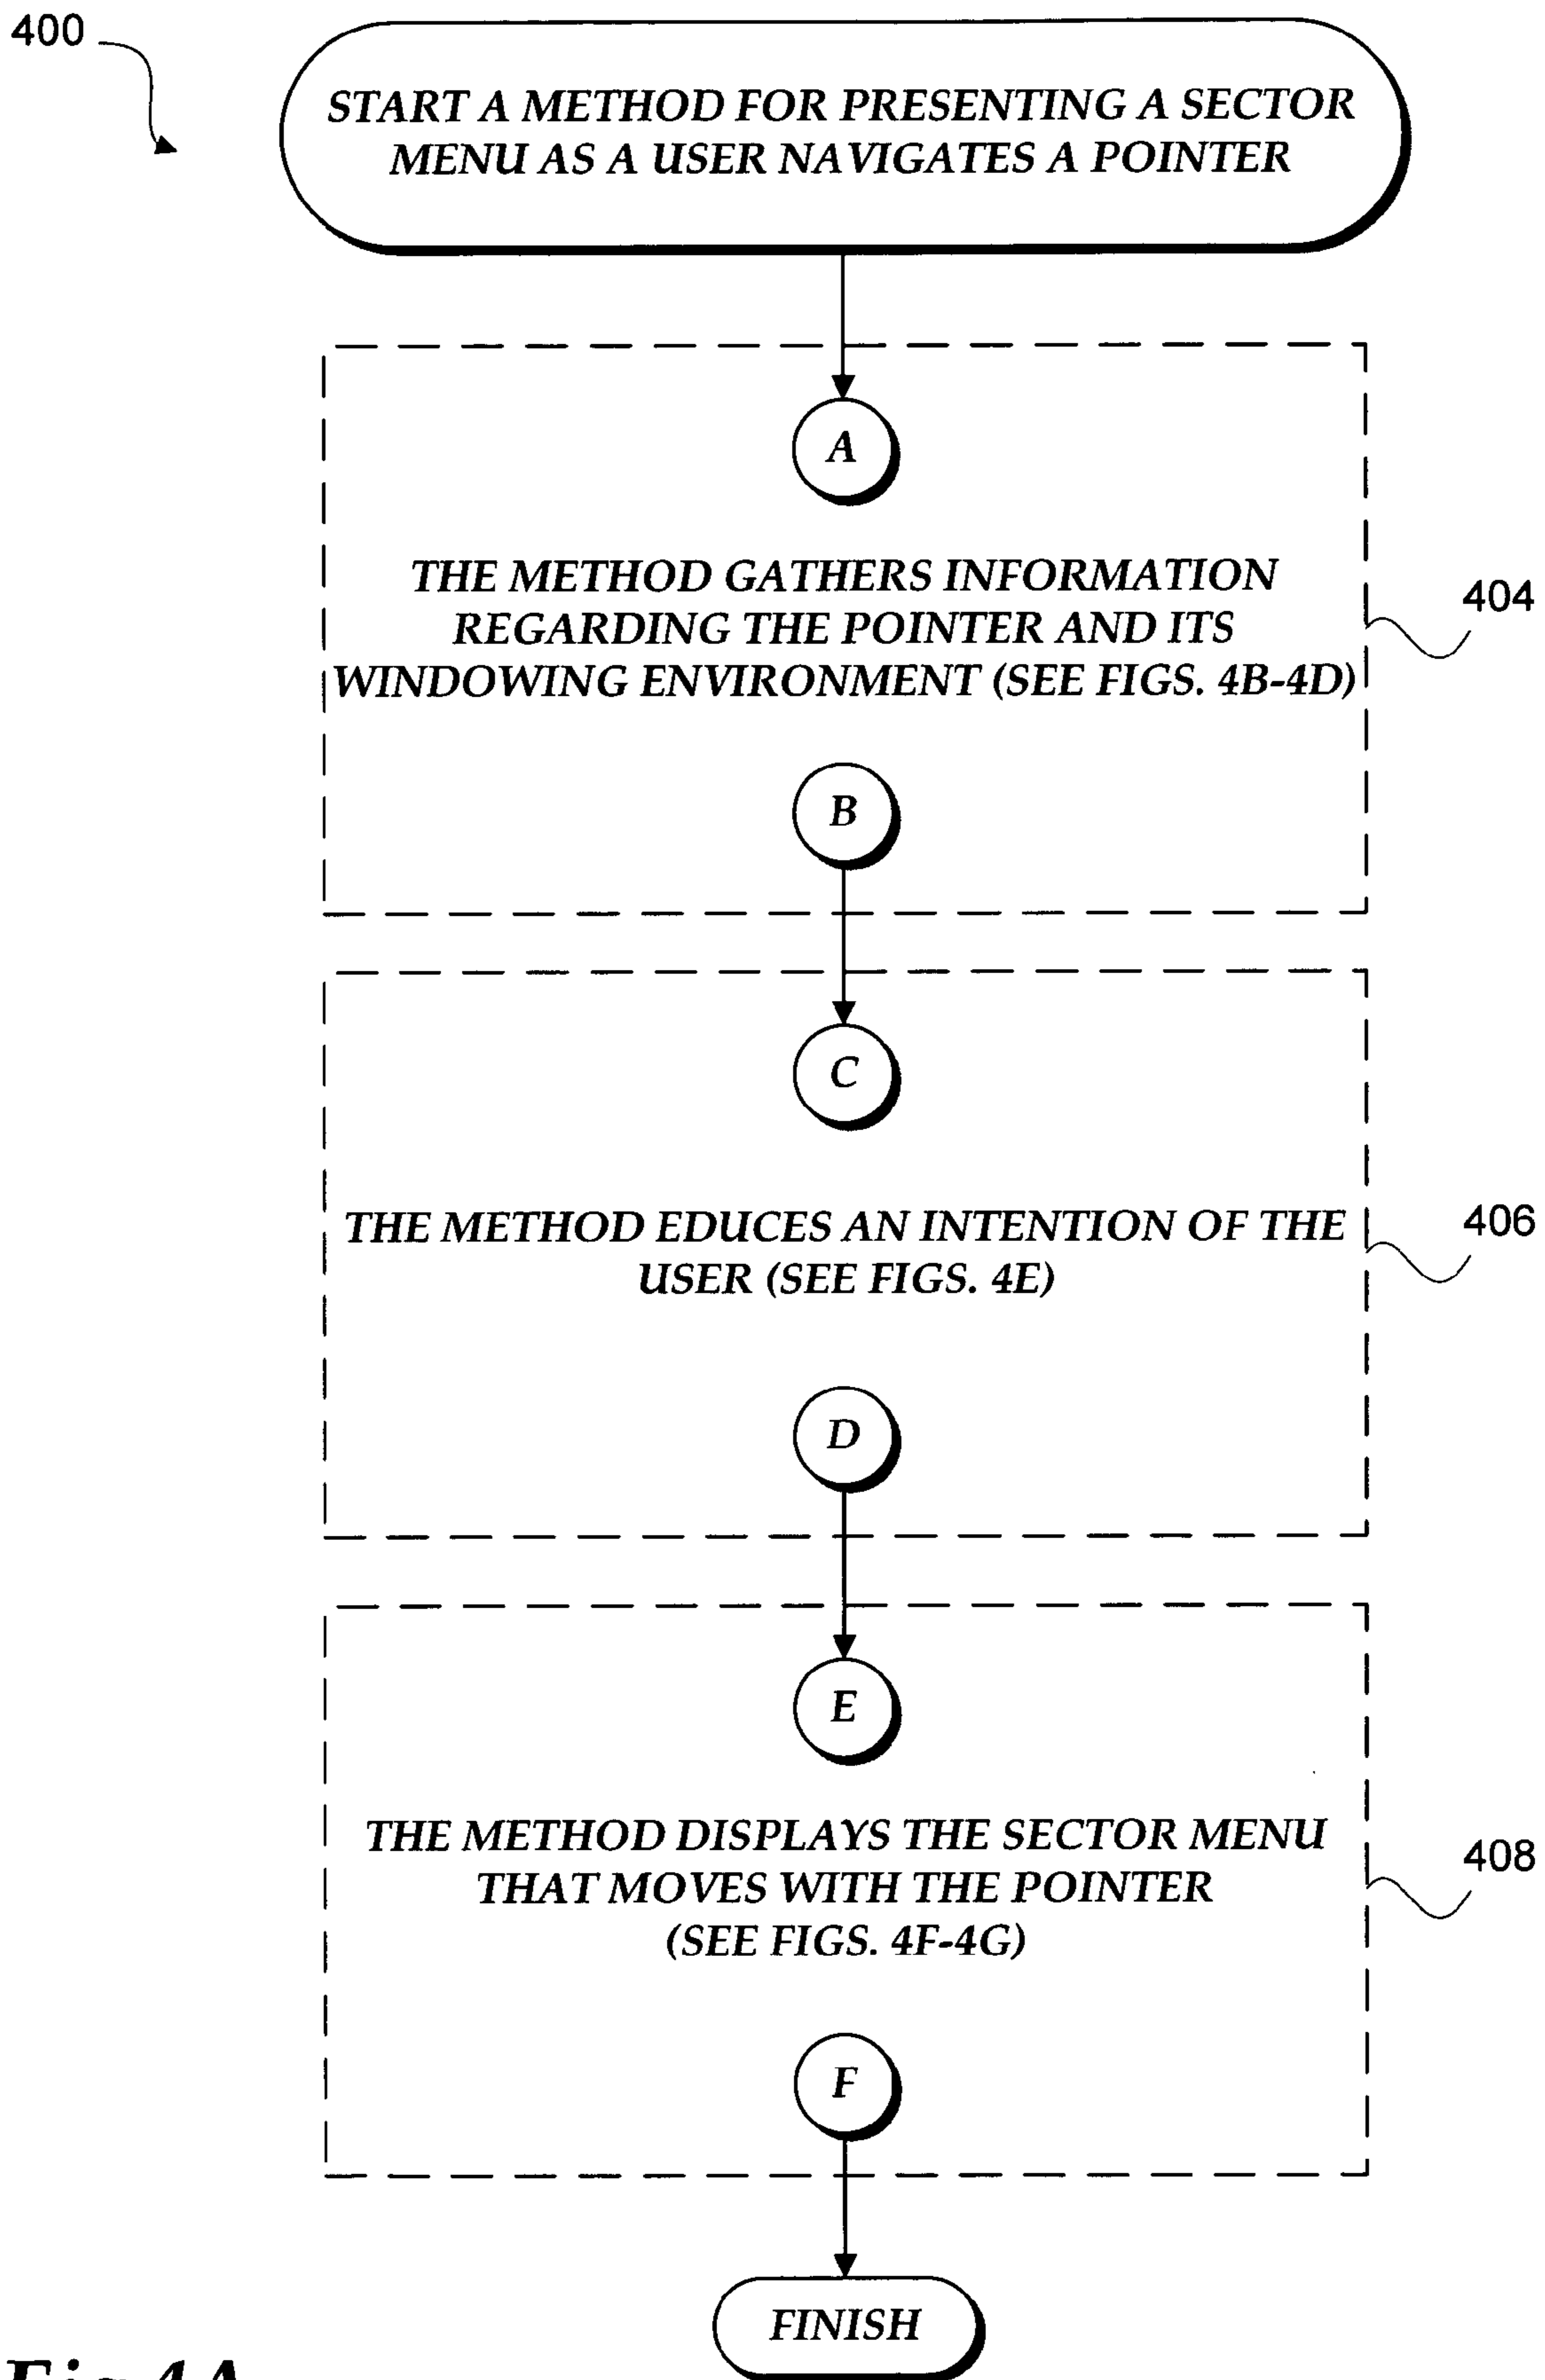 400
START A METHOD FOR PRESENTING A SECTOR
MENU AS A USER NAVIGATES A POINTER
A
THE METHOD GATHERS INFORMATION
REGARDING THE POINTER AND ITS
WINDOWING ENVIRONMENT (SEE FIGS. 4B-4D)
404
B
C
THE METHOD EDUCES AN INTENTION OF THE
USER (SEE FIGS. 4E)
406
D
E
THE METHOD DISPLAYS THE SECTOR MENU
THAT MOVES WITH THE POINTER
(SEE FIGS. 4F-4G)
408
F
FINISH
Fig.4A